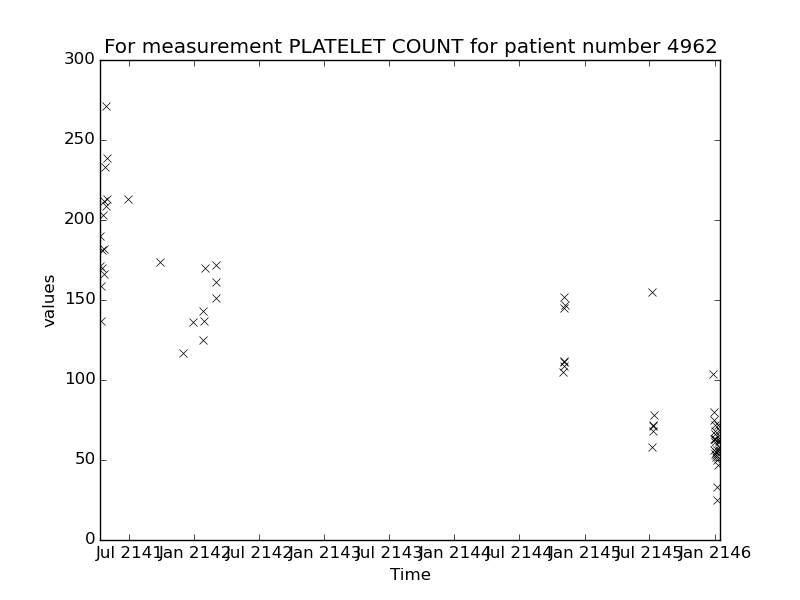 For measurement PLATELET COUNT for patient number 4962
300
250
200
150
100
50
0
values
Jul 2141 Jan 2142 Jul 2142 Jan 2143 Jul 2143 Jan 2144 Jul 2144 Jan 2145 Jul 2145 Jan 2146
Time